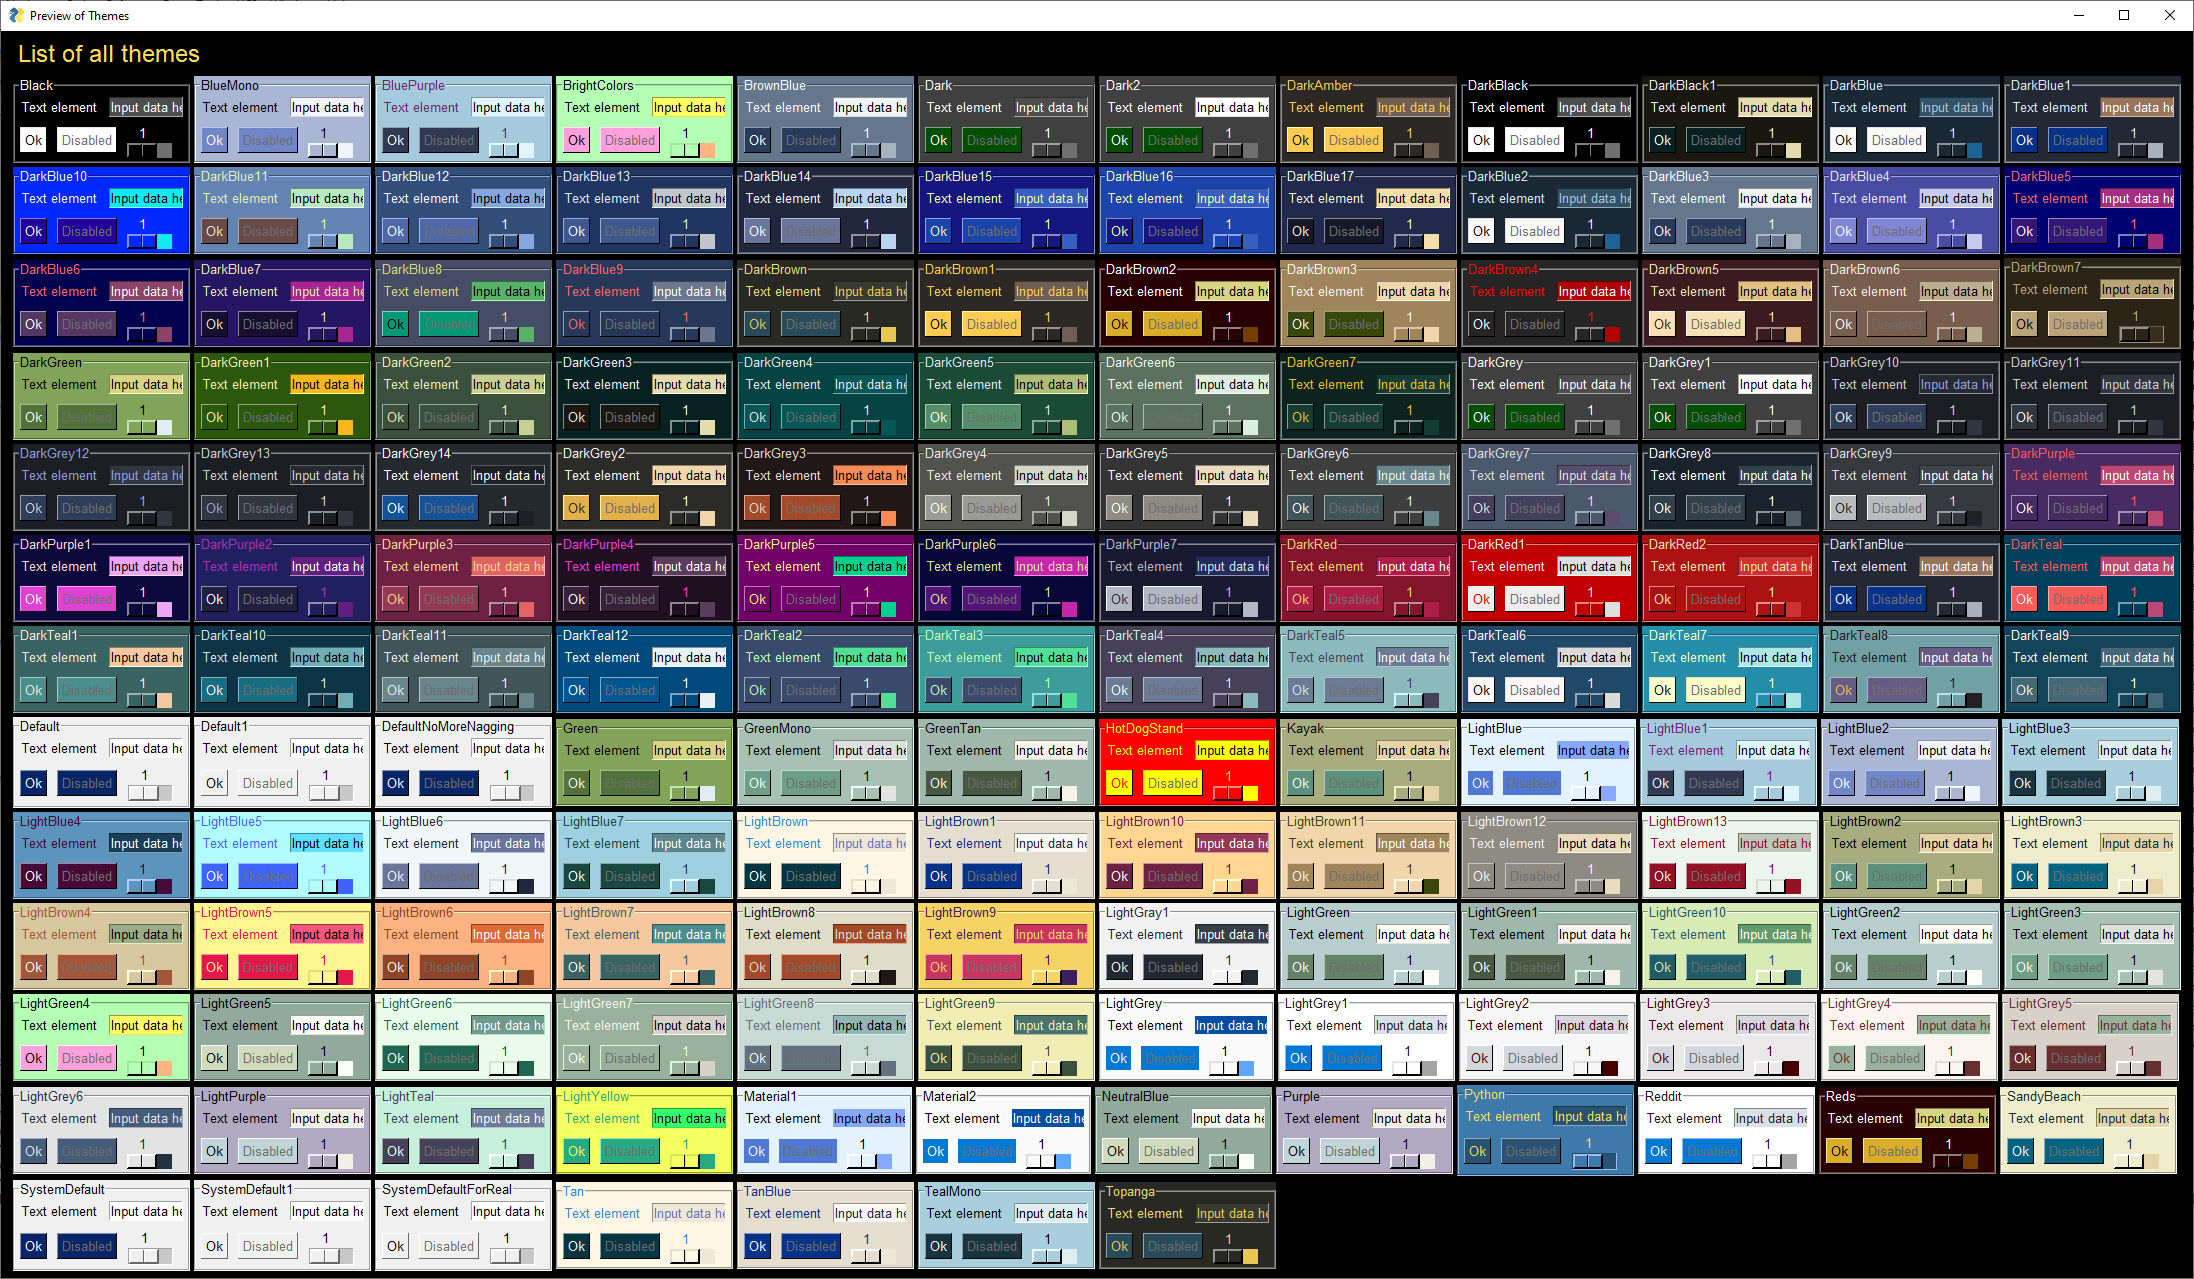 Preview of Themes
List of all themes
Black BlueMono BluePurple BrightColors BrownBlue Dark Dark2 DarkAmber DarkBlack DarkBlack1 DarkBlue DarkBlue1
Text element Input data he Text element Input data he Text element Input data he Text element Input data he Text element Input data he Text element Input data he Text element Input data he Text element Input data he Text element Input data he Text element Input data he Text element Input data he Text element Input data he
Ok Disabled 1 Ok Disabled 1 Ok Disabled 1 Ok Disabled 1 Ok Disabled 1 Ok Disabled 1 Ok Disabled 1 Ok Disabled 1 Ok Disabled 1 Ok Disabled 1 Ok Disabled 1 Ok Disabled 1
DarkBlue10 DarkBlue11 DarkBlue12 DarkBlue13 DarkBlue14 DarkBlue15 DarkBlue16 DarkBlue17 DarkBlue2 DarkBlue3 DarkBlue4 DarkBlue5
Text element Input data he Text element Input data he Text element Input data he Text element Input data he Text element Input data he Text element Input data he Text element Input data he Text element Input data he Text element Input data he Text element Input data he Text element Input data he Text element Input data he
Ok Disabled 1 Ok Disabled 1 Ok Disabled 1 Ok Disabled 1 Ok Disabled 1 Ok Disabled 1 Ok Disabled 1 Ok Disabled 1 Ok Disabled 1 Ok Disabled 1 Ok Disabled 1 Ok Disabled 1
DarkBlue6 DarkBlue7 DarkBlue8 DarkBlue9 DarkBrown DarkBrown1 DarkBrown2 DarkBrown3 DarkBrown4 DarkBrown5 DarkBrown6 DarkBrown7
Text element Input data he Text element Input data he Text element Input data he Text element Input data he Text element Input data he Text element Input data he Text element Input data he Text element Input data he Text element Input data he Text element Input data he Text element Input data he Text element Input data he
Ok Disabled 1 Ok Disabled 1 Ok Disabled 1 Ok Disabled 1 Ok Disabled 1 Ok Disabled 1 Ok Disabled 1 Ok Disabled 1 Ok Disabled 1 Ok Disabled 1 Ok Disabled 1 Ok Disabled 1
DarkGreen DarkGreen1 DarkGreen2 DarkGreen3 DarkGreen4 DarkGreen5 DarkGreen6 DarkGreen7 DarkGrey DarkGrey1 DarkGrey10 DarkGrey11
Text element Input data he Text element Input data he Text element Input data he Text element Input data he Text element Input data he Text element Input data he Text element Input data he Text element Input data he Text element Input data he Text element Input data he Text element Input data he Text element Input data he
Ok Disabled 1 Ok Disabled 1 Ok Disabled 1 Ok Disabled 1 Ok Disabled 1 Ok Disabled 1 Ok Disabled 1 Ok Disabled 1 Ok Disabled 1 Ok Disabled 1 Ok Disabled 1 Ok Disabled 1
DarkGrey12 DarkGrey13 DarkGrey14 DarkGrey2 DarkGrey3 DarkGrey4 DarkGrey5 DarkGrey6 DarkGrey7 DarkGrey8 DarkGrey9 DarkPurple
Text element Input data he Text element Input data he Text element Input data he Text element Input data he Text element Input data he Text element Input data he Text element Input data he Text element Input data he Text element Input data he Text element Input data he Text element Input data he Text element Input data he
Ok Disabled 1 Ok Disabled 1 Ok Disabled 1 Ok Disabled 1 Ok Disabled 1 Ok Disabled 1 Ok Disabled 1 Ok Disabled 1 Ok Disabled 1 Ok Disabled 1 Ok Disabled 1 Ok Disabled 1
DarkPurple1 DarkPurple2 DarkPurple3 DarkPurple4 DarkPurple5 DarkPurple6 DarkPurple7 DarkRed DarkRed1 DarkRed2 DarkTanBlue DarkTeal
Text element Input data he Text element Input data he Text element Input data he Text element Input data he Text element Input data he Text element Input data he Text element Input data he Text element Input data he Text element Input data he Text element Input data he Text element Input data he Text element Input data he
Ok Disabled 1 Ok Disabled 1 Ok Disabled 1 Ok Disabled 1 Ok Disabled 1 Ok Disabled 1 Ok Disabled 1 Ok Disabled 1 Ok Disabled 1 Ok Disabled 1 Ok Disabled 1 Ok Disabled 1
DarkTeal1 DarkTeal10 DarkTeal11 DarkTeal12 DarkTeal2 DarkTeal3 DarkTeal4 DarkTeal5 DarkTeal6 DarkTeal7 DarkTeal8 DarkTeal9
Text element Input data he Text element Input data he Text element Input data he Text element Input data he Text element Input data he Text element Input data he Text element Input data he Text element Input data he Text element Input data he Text element Input data he Text element Input data he Text element Input data he
Ok Disabled 1 Ok Disabled 1 Ok Disabled 1 Ok Disabled 1 Ok Disabled 1 Ok Disabled 1 Ok Disabled 1 Ok Disabled 1 Ok Disabled 1 Ok Disabled 1 Ok Disabled 1 Ok Disabled 1
Default Default1 DefaultNoMoreNagging Green GreenMono GreenTan HotDogStand Kayak LightBlue LightBlue1 LightBlue2 LightBlue3
Text element Input data he Text element Input data he Text element Input data he Text element Input data he Text element Input data he Text element Input data he Text element Input data he Text element Input data he Text element Input data he Text element Input data he Text element Input data he Text element Input data he
Ok Disabled 1 Ok Disabled 1 Ok Disabled 1 Ok Disabled 1 Ok Disabled 1 Ok Disabled 1 Ok Disabled 1 Ok Disabled 1 Ok Disabled 1 Ok Disabled 1 Ok Disabled 1 Ok Disabled 1
LightBlue4 LightBlue5 LightBlue6 LightBlue7 LightBrown LightBrown1 LightBrown10 LightBrown11 LightBrown12 LightBrown13 LightBrown2 LightBrown3
Text element Input data he Text element Input data he Text element Input data he Text element Input data he Text element Input data he Text element Input data he Text element Input data he Text element Input data he Text element Input data he Text element Input data he Text element Input data he Text element Input data he
Ok Disabled 1 Ok Disabled 1 Ok Disabled 1 Ok Disabled 1 Ok Disabled 1 Ok Disabled 1 Ok Disabled 1 Ok Disabled 1 Ok Disabled 1 Ok Disabled 1 Ok Disabled 1 Ok Disabled 1
LightBrown4 LightBrown5 LightBrown6 LightBrown7 LightBrown8 LightBrown9 LightGray1 LightGreen LightGreen1 LightGreen10 LightGreen2 LightGreen3
Text element Input data he Text element Input data he Text element Input data he Text element Input data he Text element Input data he Text element Input data he Text element Input data he Text element Input data he Text element Input data he Text element Input data he Text element Input data he Text element Input data he
Ok Disabled 1 Ok Disabled 1 Ok Disabled 1 Ok Disabled 1 Ok Disabled 1 Ok Disabled 1 Ok Disabled 1 Ok Disabled 1 Ok Disabled 1 Ok Disabled 1 Ok Disabled 1 Ok Disabled 1
LightGreen4 LightGreen5 LightGreen6 LightGreen7 LightGreen8 LightGreen9 LightGrey LightGrey1 LightGrey2 LightGrey3 LightGrey4 LightGrey5
Text element Input data he Text element Input data he Text element Input data he Text element Input data he Text element Input data he Text element Input data he Text element Input data he Text element Input data he Text element Input data he Text element Input data he Text element Input data he Text element Input data he
Ok Disabled 1 Ok Disabled 1 Ok Disabled 1 Ok Disabled 1 Ok Disabled 1 Ok Disabled 1 Ok Disabled 1 Ok Disabled 1 Ok Disabled 1 Ok Disabled 1 Ok Disabled 1 Ok Disabled 1
LightGrey6 LightPurple LightTeal LightYellow Material1 Material2 NeutralBlue Purple Python Reddit Reds SandyBeach
Text element Input data he Text element Input data he Text element Input data he Text element Input data he Text element Input data he Text element Input data he Text element Input data he Text element Input data he Text element Input data he Text element Input data he Text element Input data he Text element Input data he
Ok Disabled 1 Ok Disabled 1 Ok Disabled 1 Ok Disabled 1 Ok Disabled 1 Ok Disabled 1 Ok Disabled 1 Ok Disabled 1 Ok Disabled 1 Ok Disabled 1 Ok Disabled 1 Ok Disabled 1
SystemDefault SystemDefault1 SystemDefaultForReal Tan TanBlue TealMono Topanga
Text element Input data he Text element Input data he Text element Input data he Text element Input data he Text element Input data he Text element Input data he Text element Input data he
Ok Disabled 1 Ok Disabled 1 Ok Disabled 1 Ok Disabled 1 Ok Disabled 1 Ok Disabled 1 Ok Disabled 1